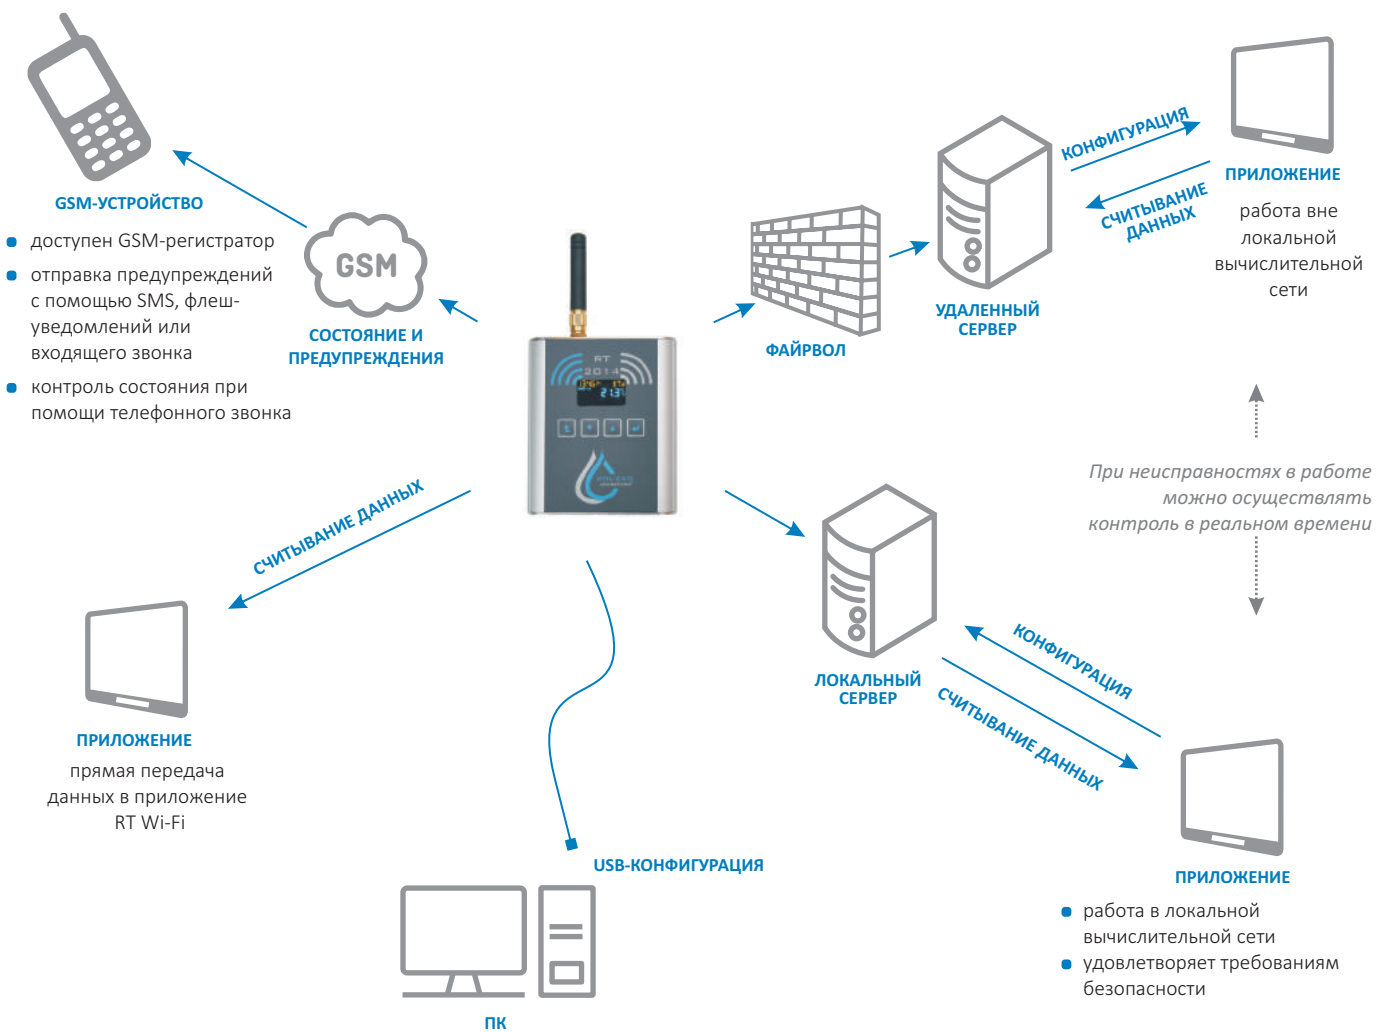 GSM-УСТРОЙСТВО
доступен GSM-регистратор
отправка предупреждений
с помощью SMS, флеш-
уведомлений или
входящего звонка
контроль состояния при
помощи телефонного звонка
GSM
СОСТОЯНИЕ И
ПРЕДУПРЕЖДЕНИЯ
RT
2014
ФАЙРВОЛ
УДАЛЕННЫЙ
СЕРВЕР
КОНФИГУРАЦИЯ
СЧИТЫВАНИЕ
ДАННЫХ
ПРИЛОЖЕНИЕ
работа вне
локальной
вычислительной
сети
При неисправностях в работе
можно осуществлять
контроль в реальном времени
СЧИТЫВАНИЕ ДАННЫХ
ПРИЛОЖЕНИЕ
прямая передача
данных в приложение
RT Wi-Fi
ЛОКАЛЬНЫЙ
СЕРВЕР
КОНФИГУРАЦИЯ
СЧИТЫВАНИЕ ДАННЫХ
ПРИЛОЖЕНИЕ
работа в локальной
вычислительной сети
удовлетворяет требованиям
безопасности
USB-КОНФИГУРАЦИЯ
ПК